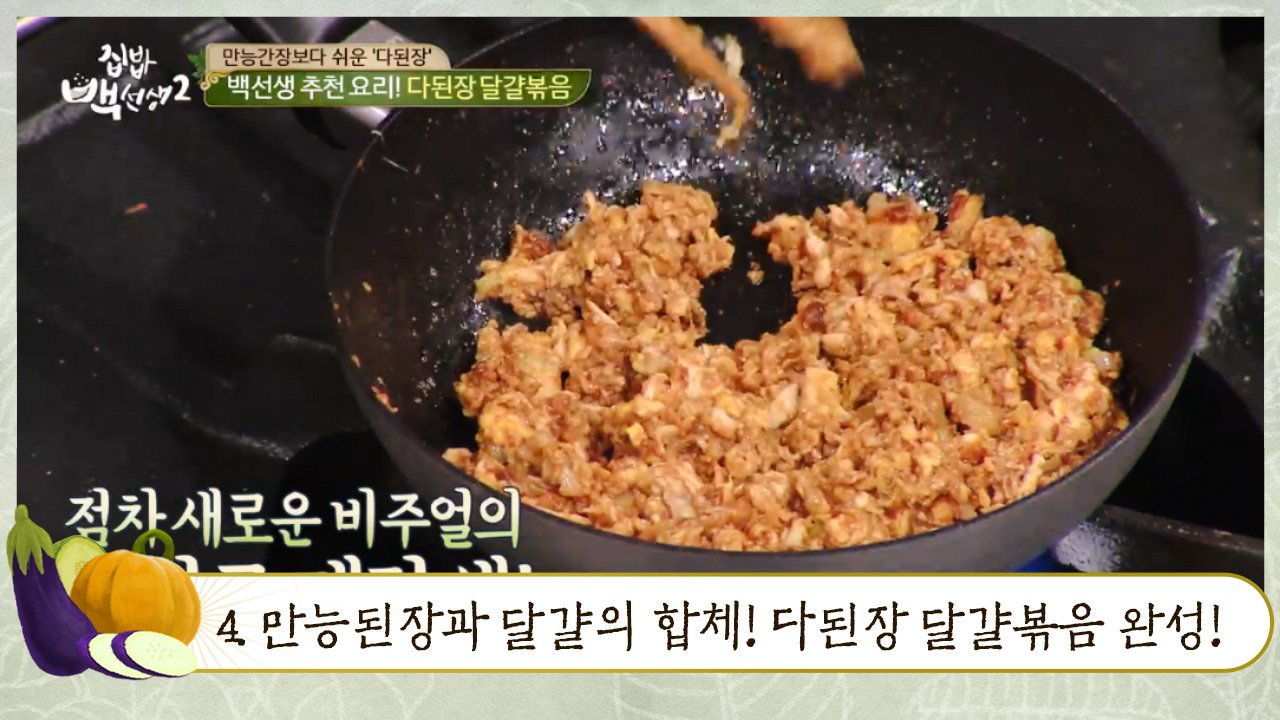 집밥
백선생2
만능간장보다 쉬운 '다된장'
백선생 추천 요리! 다된장 달걀볶음
점차 새로운 비주얼의
4. 만능된장과 달걀의 합체! 다된장 달걀볶음 완성!